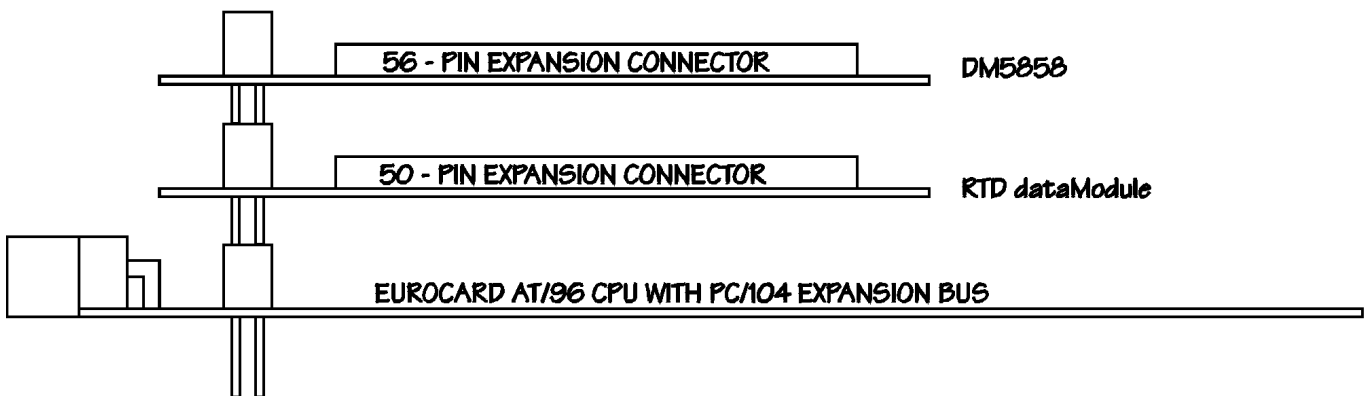 56 - PIN EXPANSION CONNECTOR
DM5858
50 - PIN EXPANSION CONNECTOR
RTD dataModule
EUROCARD AT/96 CPU WITH PC/104 EXPANSION BUS